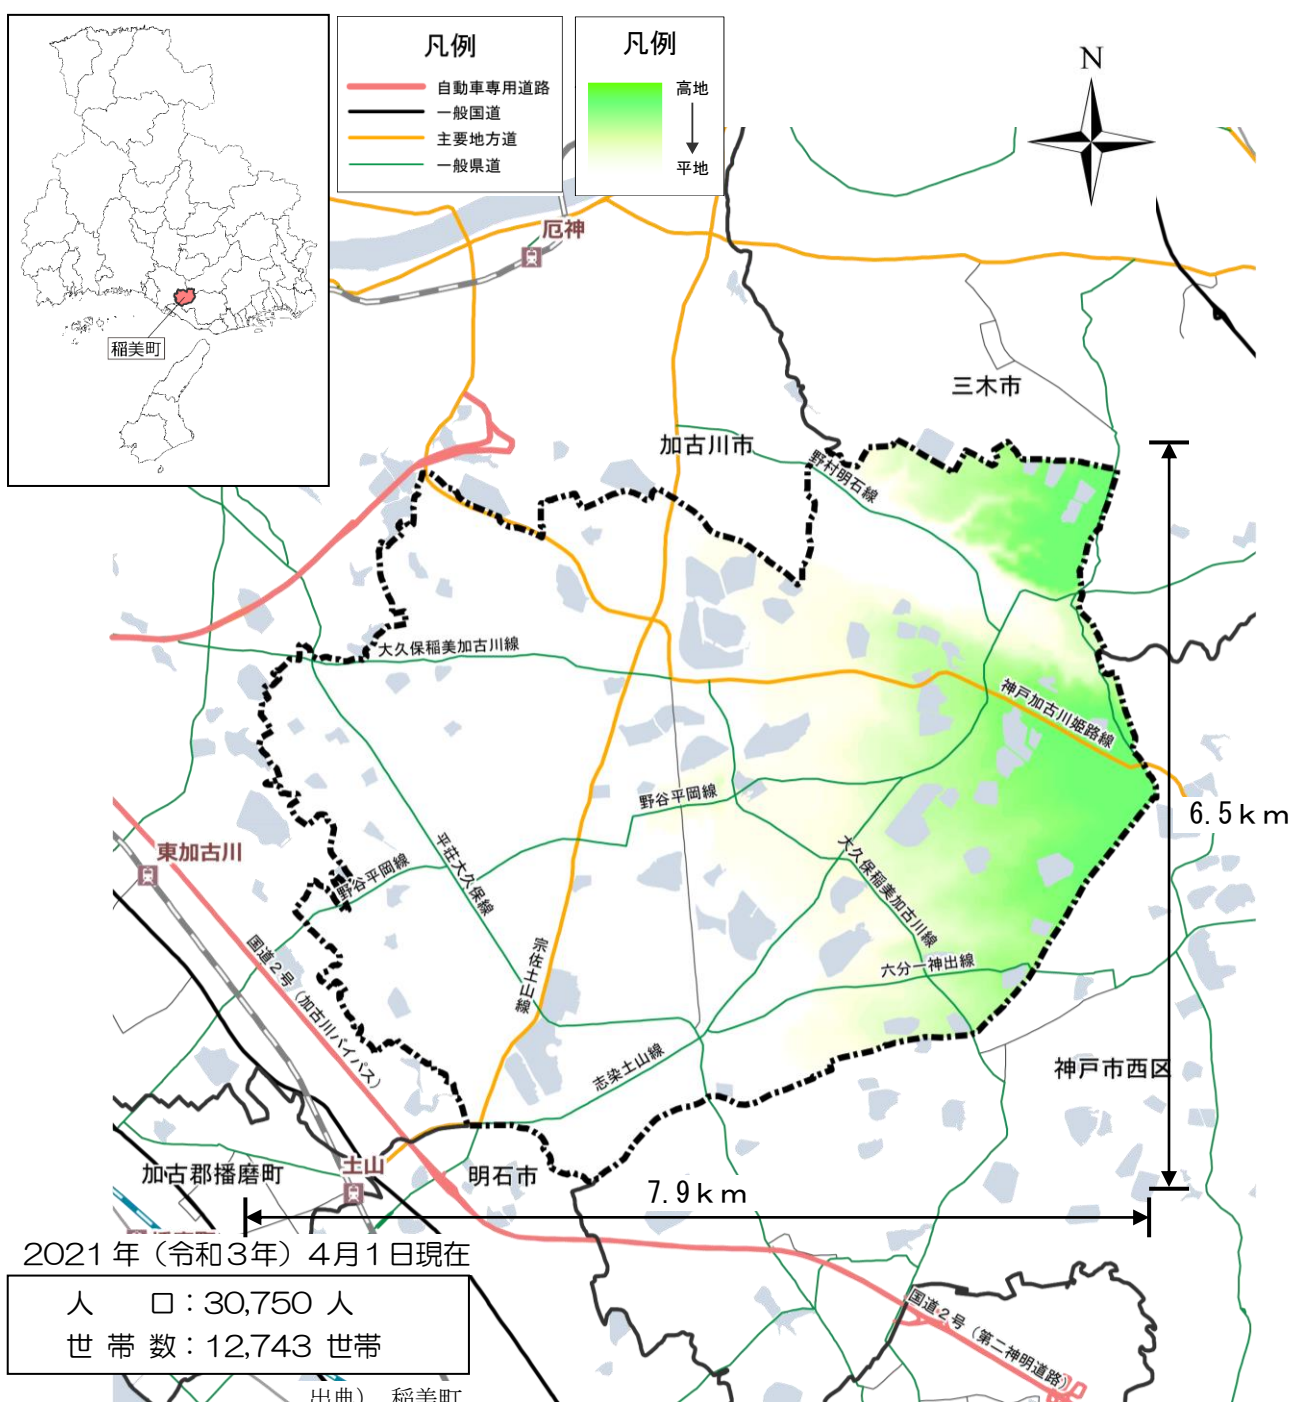 凡例
自動車専用道路
一般国道
主要地方道
一般県道
凡例
高地
平地
N
稲美町
厄神
三木市
加古川市
野村明石線
大久保稲美加古川線
神戸加古川姫路線
野谷平岡線
6.5km
東加古川
野谷平岡線
平荘大久保線
大久保稲美加古川線
国道2号（加古川バイパス）
宗佐土山線
六分一神出線
志染土山線
神戸市西区
加古郡播磨町
土山
明石市
7.9km
2021年（令和3年）4月1日現在
人口：30,750 人
世帯数：12,743 世帯
国道2号（第二神明道路）
出典） 稲美町